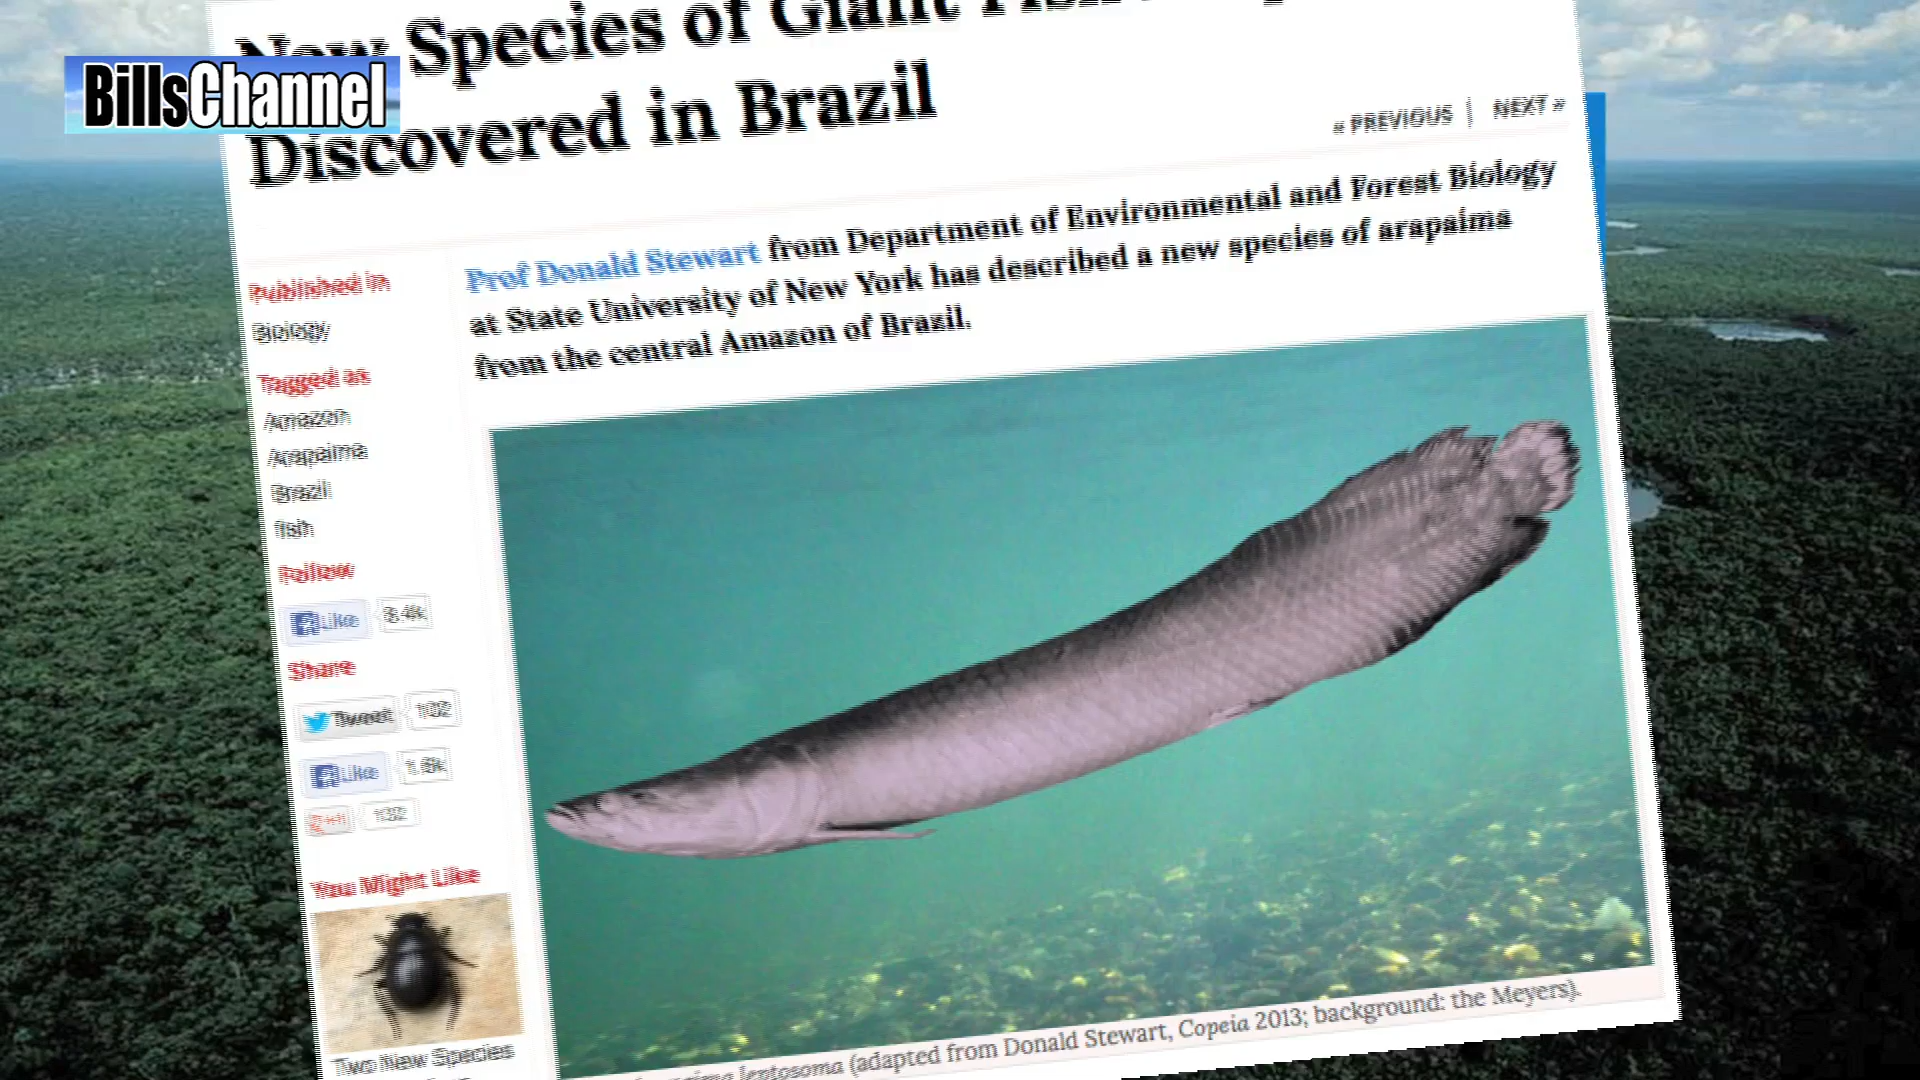 BillsChannel
Species of Giant
Discovered in Brazil
« PREVIOUS | NEXT »
Prof Donald Stewart from Department of Environmental and Forest Biology
at State University of New York has described a new species of arapaima
from the central Amazon of Brazil.
Published in
Biology
Tagged as
Amazon
Arapaima
Brazil
fish
Follow
Like 8.4k
Share
Tweet 102
Like
+1 132
You Might Like
Two New Species
leptosoma (adapted from Donald Stewart, Copeia 2013; background: the Meyers).